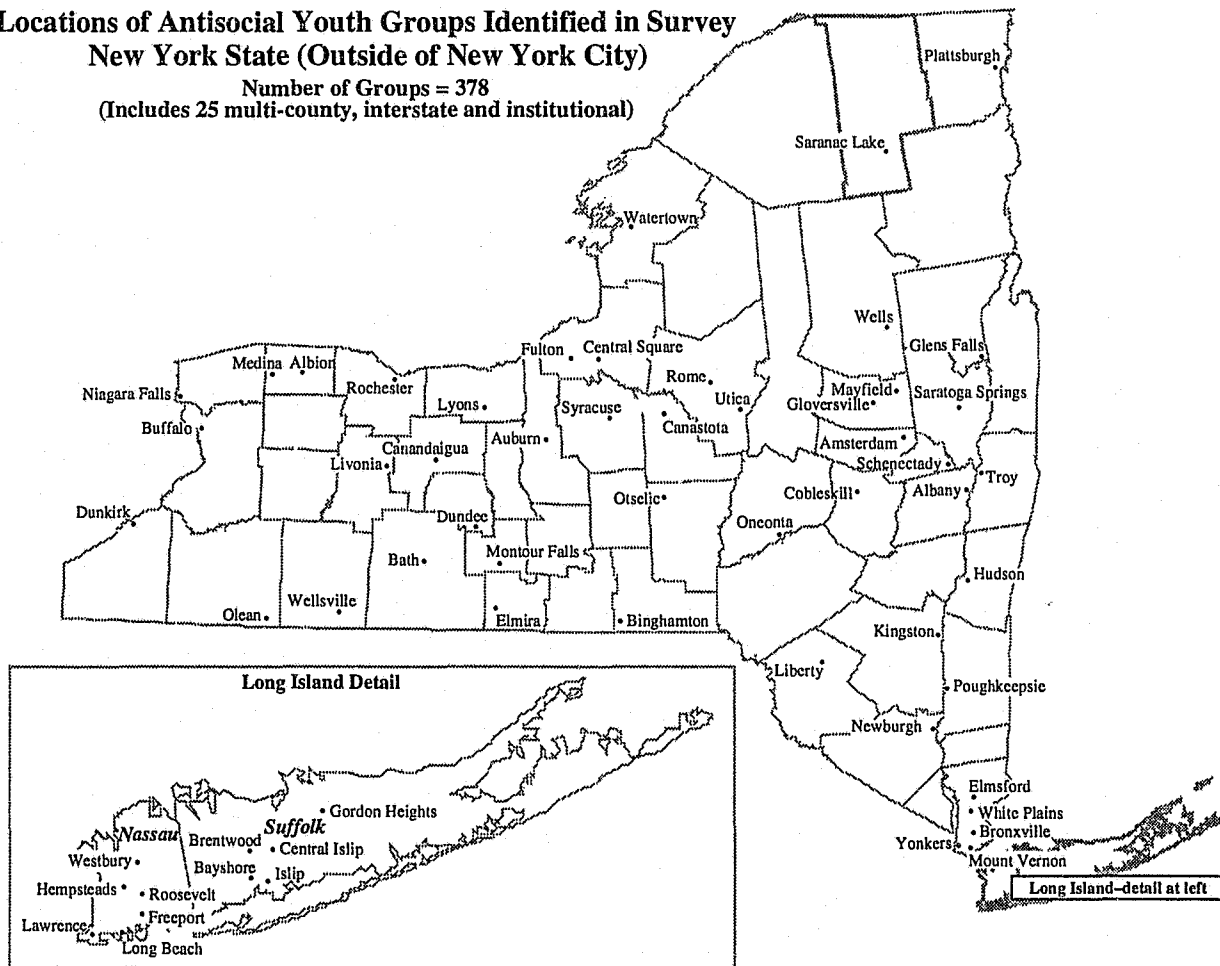 Locations of Antisocial Youth Groups Identified in Survey
New York State (Outside of New York City)
Number of Groups = 378
(Includes 25 multi-county, interstate and institutional)
Plattsburgh
Saranac Lake
Watertown
Wells
Fulton
Central Square
Glens Falls
Medina
Albion
Rochester
Rome
Mayfield
Saratoga Springs
Niagara Falls
Lyons
Syracuse
Utica
Gloversville
Buffalo
Canastota
Auburn
Amsterdam
Canandaigua
Livonia
Schenectady
Troy
Otselic
Cobleskill
Albany
Dunkirk
Dundee
Oneonta
Bath
Montour Falls
Hudson
Wellsville
Olean
Elmira
Binghamton
Kingston
Liberty
Poughkeepsie
Newburgh
Elmsford
White Plains
Bronxville
Yonkers
Mount Vernon
Long Island–detail at left
Long Island Detail
Gordon Heights
Nassau
Suffolk
Brentwood
Central Islip
Westbury
Bayshore
Islip
Hempsteads
Roosevelt
Freeport
Lawrence
Long Beach